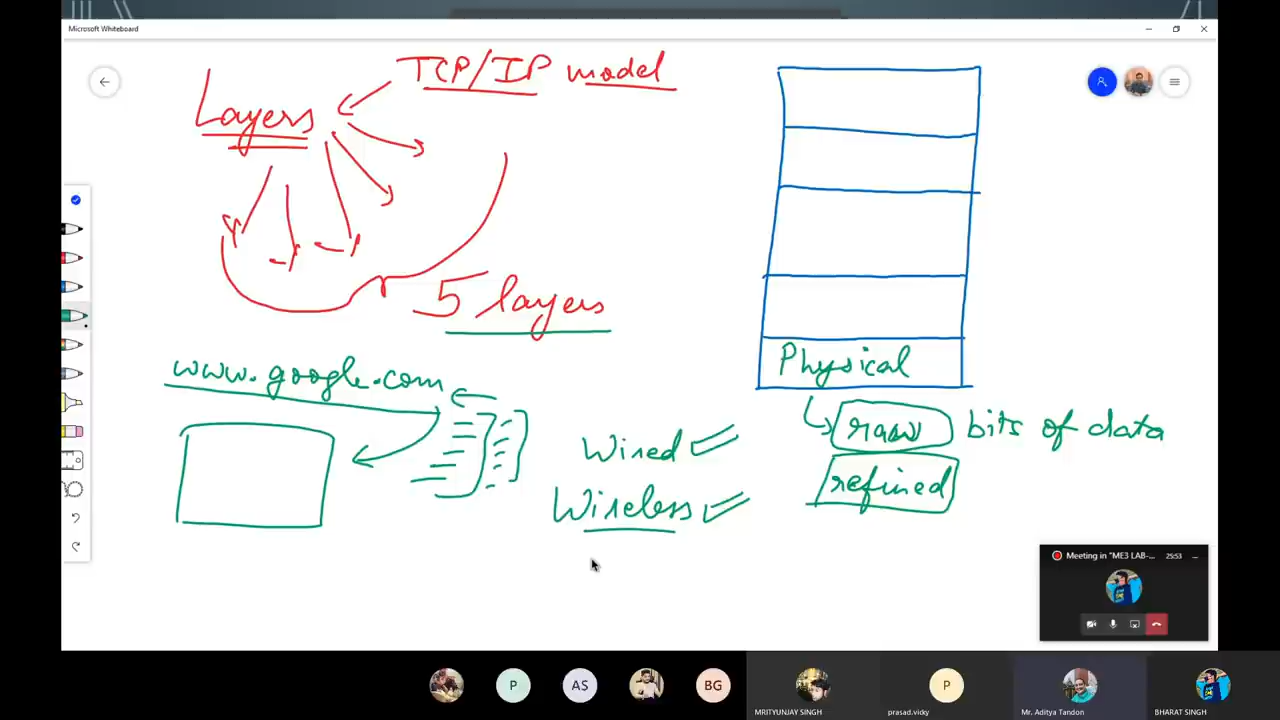 Microsoft Whiteboard
TCP/IP model
Layers
5 layers
www.google.com
Wired
Wireless
Physical
raw bits of data
refined
Meeting in "ME3 LAB-... 25:53
P
AS
BG
P
MRITYUNJAY SINGH
prasad.vicky
Mr. Aditya Tandon
BHARAT SINGH